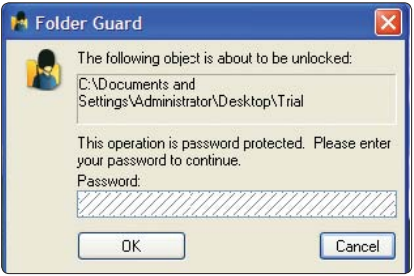 Folder Guard
The following object is about to be unlocked:
C:\Documents and
Settings\Administrator\Desktop\Trial
This operation is password protected. Please enter
your password to continue.
Password:
OK
Cancel